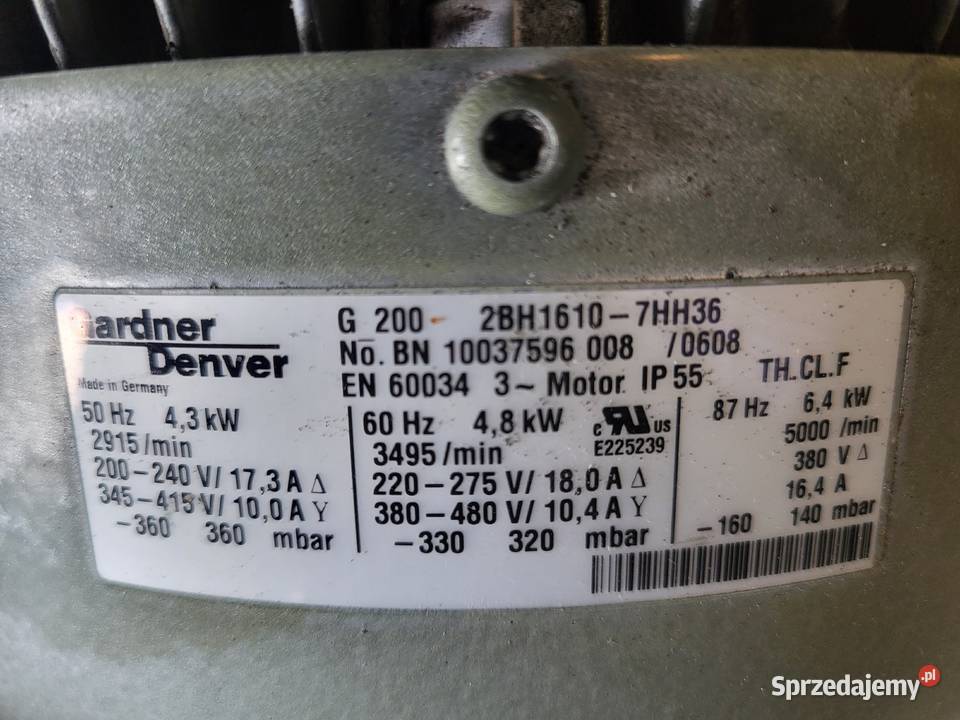 Gardner
Denver
Made in Germany
G 200- 2BH1610-7HH36
No. BN 10037596 008 /0608
EN 60034 3~ Motor IP 55 TH.CL.F
50 Hz 4,3 kW
2915/min
200-240 V/ 17,3 A Δ
345-415 V/ 10,0 A Y
-360 360 mbar
60 Hz 4,8 kW
3495/min
220-275 V/ 18,0 A Δ
380-480 V/ 10,4 A Y
-330 320 mbar
c RU us
E225239
87 Hz 6,4 kW
5000 /min
380 V Δ
16,4 A
-160 140 mbar
Sprzedajemy.pl